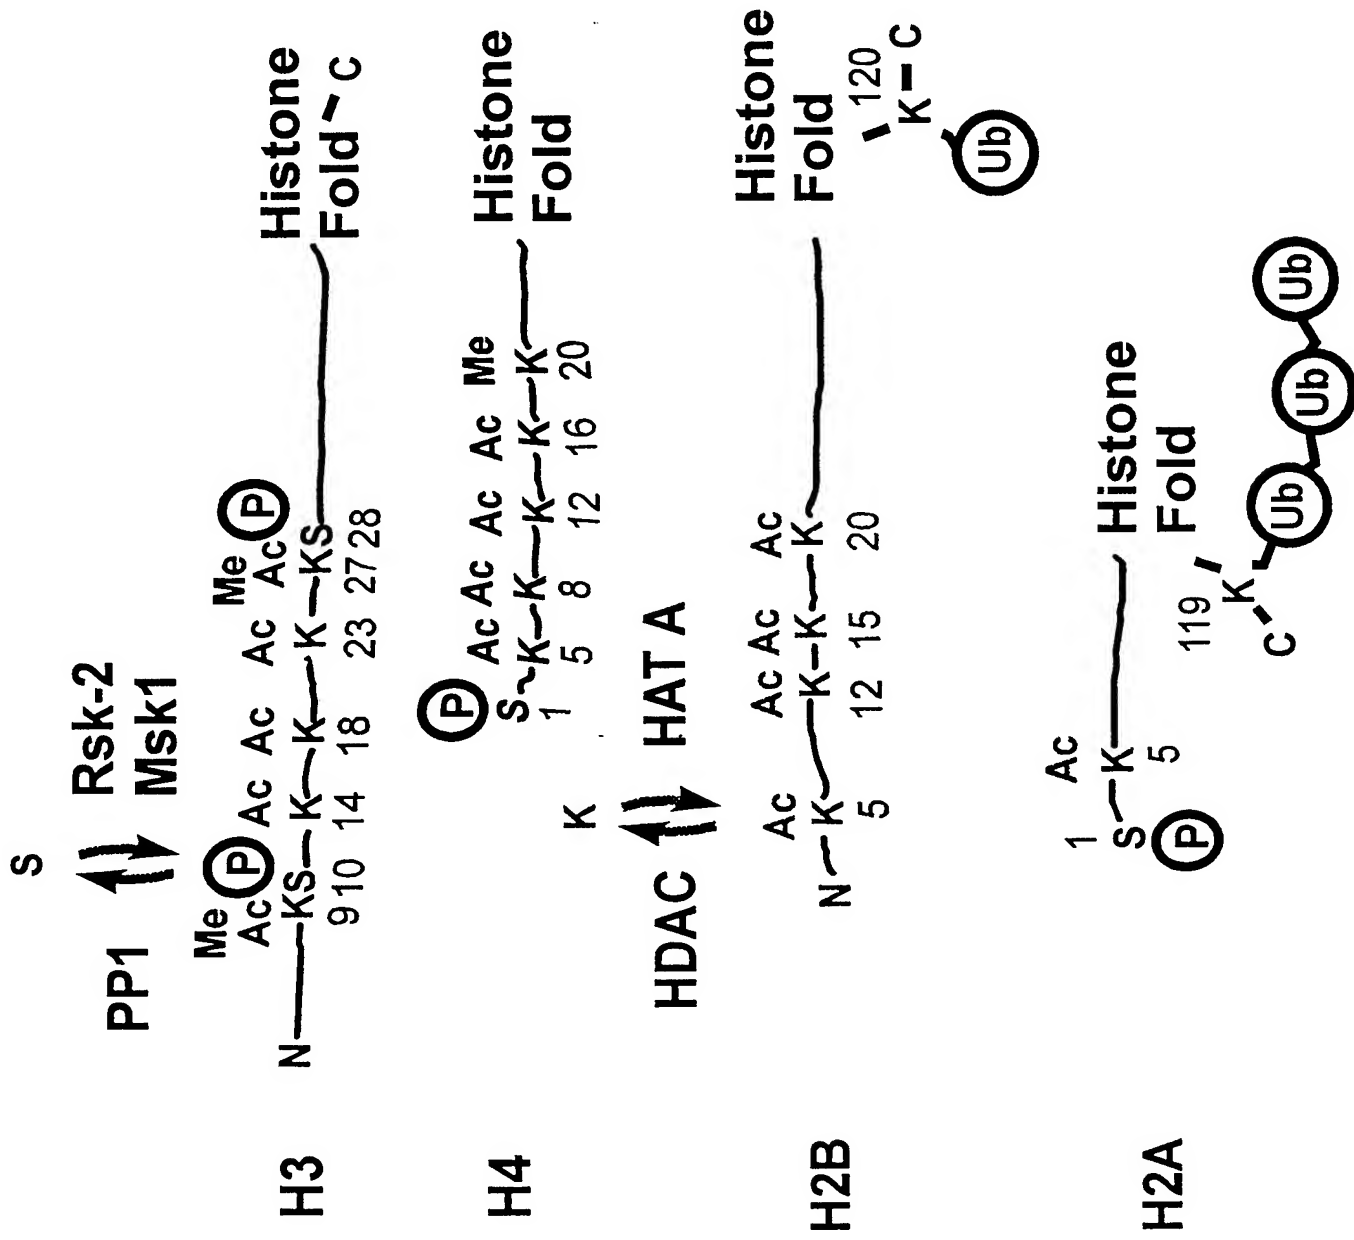 S
Rsk-2
PP1 Msk1
Me P Me P
Ac Ac Ac Ac Ac
H3 N KS K K K KS Histone
9 10 14 18 23 27 28 Fold C
P Ac Ac Ac Ac Me
H4 S K K K K K Histone
1 5 8 12 16 20 Fold
K
HDAC HAT A
Ac Ac Ac Ac Histone
H2B N K K K K Fold
5 12 15 20 120
K C
Ub
Ac
1 Histone
H2A S K Fold
P 5
119
K
C
Ub Ub Ub